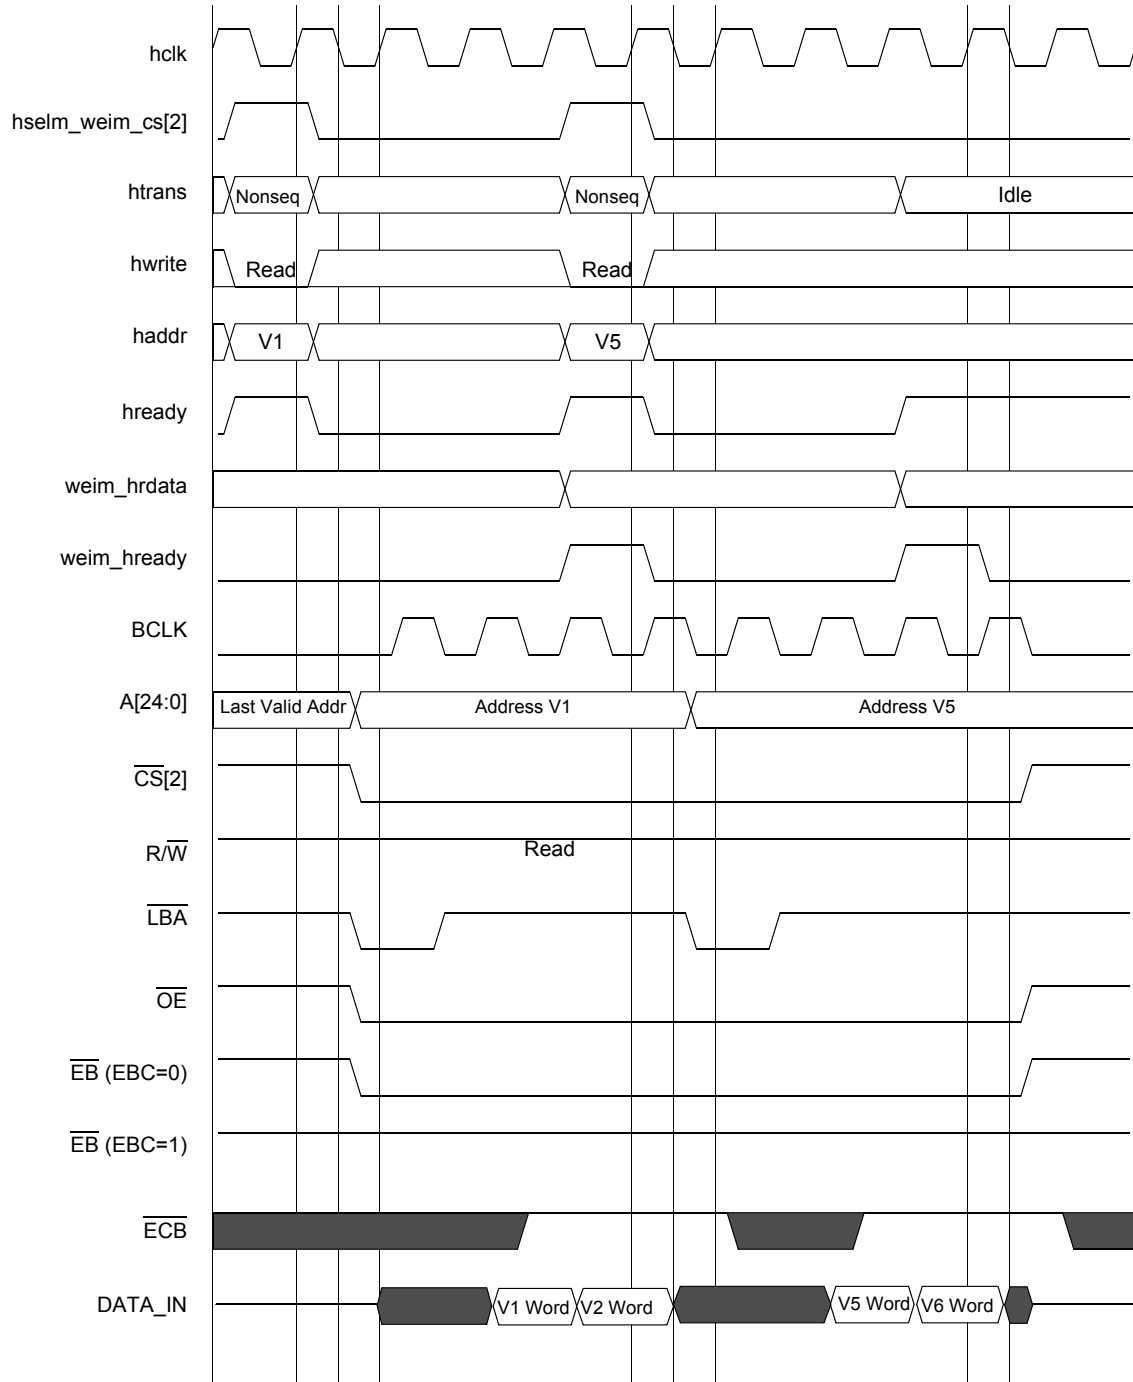 hclk
hselm_weim_cs[2]
htrans Nonseq Nonseq Idle
hwrite Read Read
haddr V1 V5
hready
weim_hrdata
weim_hready
BCLK
A[24:0] Last Valid Addr Address V1 Address V5
CS[2]
R/W Read
LBA
OE
EB (EBC=0)
EB (EBC=1)
ECB
DATA_IN V1 Word V2 Word V5 Word V6 Word